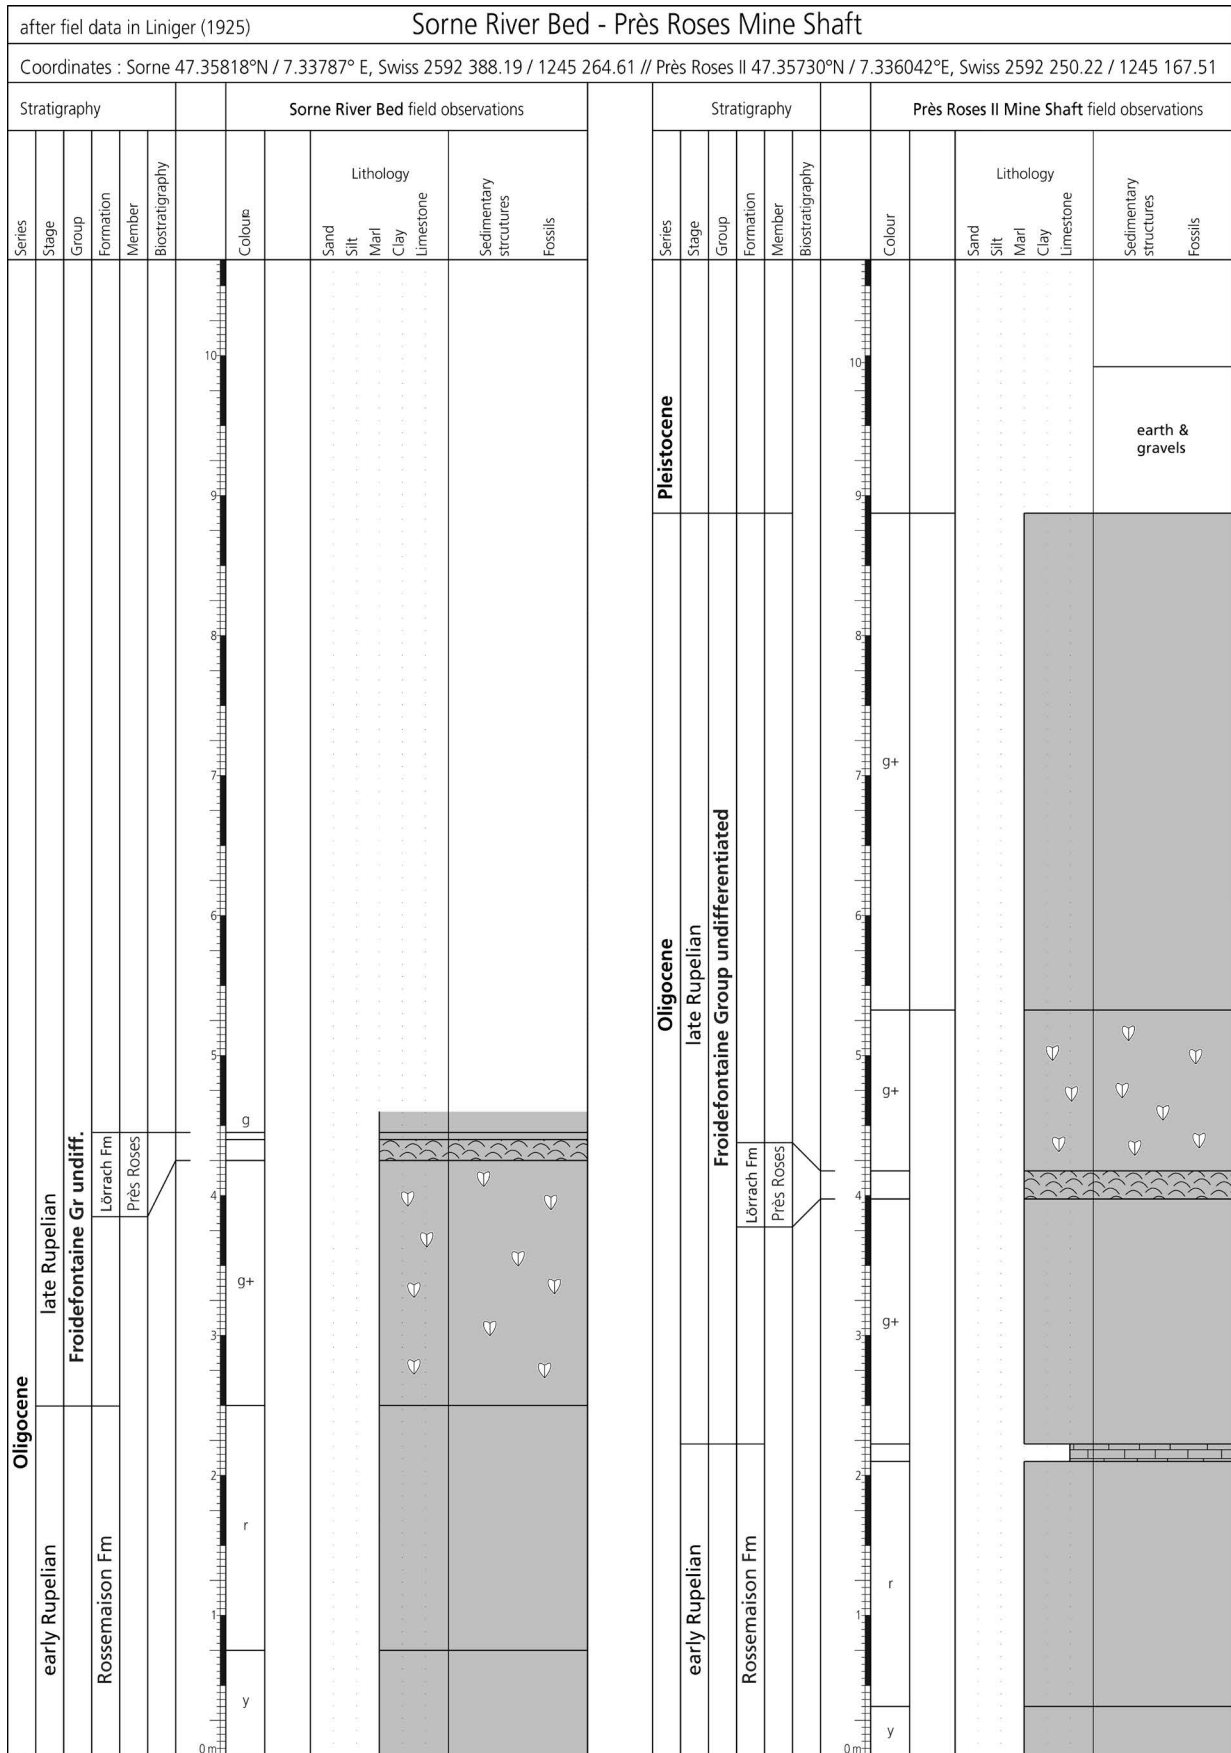 after fiel data in Liniger (1925)
Sorne River Bed - Près Roses Mine Shaft
Coordinates : Sorne 47.35818°N / 7.33787° E, Swiss 2592 388.19 / 1245 264.61 // Près Roses II 47.35730°N / 7.336042°E, Swiss 2592 250.22 / 1245 167.51
Stratigraphy
Sorne River Bed field observations
Series
Stage
Group
Formation
Member
Biostratigraphy
Lithology
Sand
Silt
Marl
Clay
Limestone
Sedimentary
strcutures
Fossils
10
9
8
7
6
5
4
3
2
1
0 m
Oligocene
late Rupelian
early Rupelian
Froidefontaine Gr undiff.
Lörrach Fm
Près Roses
Rossemaison Fm
g
g+
r
y
Stratigraphy
Près Roses II Mine Shaft field observations
Series
Stage
Group
Formation
Member
Biostratigraphy
Colour
Lithology
Sand
Silt
Marl
Clay
Limestone
Sedimentary
structures
Fossils
10
9
8
7
6
5
4
3
2
1
0 m
Pleistocene
Oligocene
late Rupelian
early Rupelian
Froidefontaine Group undifferentiated
Lörrach Fm
Près Roses
Rossemaison Fm
earth &
gravels
g+
g+
g+
r
y